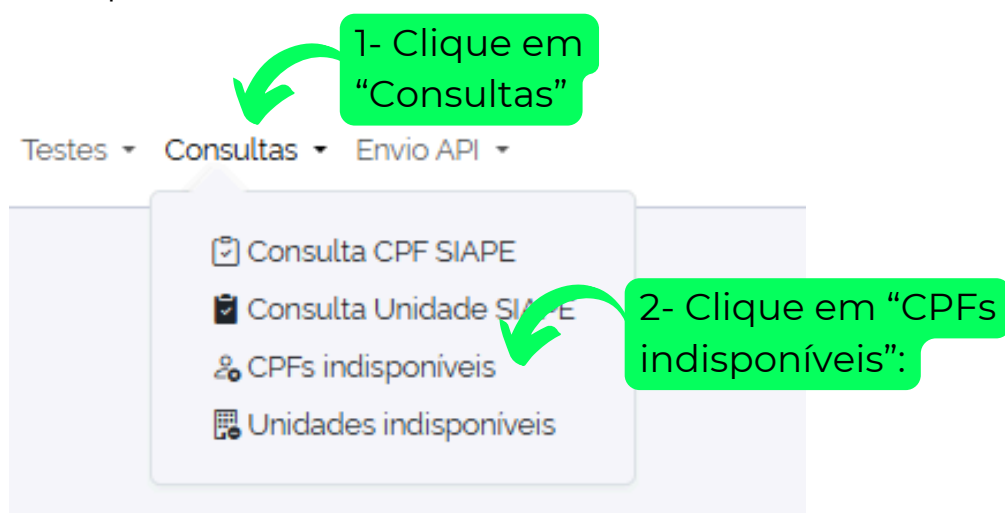 1- Clique em
“Consultas”
Testes Consultas Envio API
Consulta CPF SIAPE
Consulta Unidade SIAPE
2- Clique em “CPFs
indisponíveis”:
CPFs indisponíveis
Unidades indisponíveis